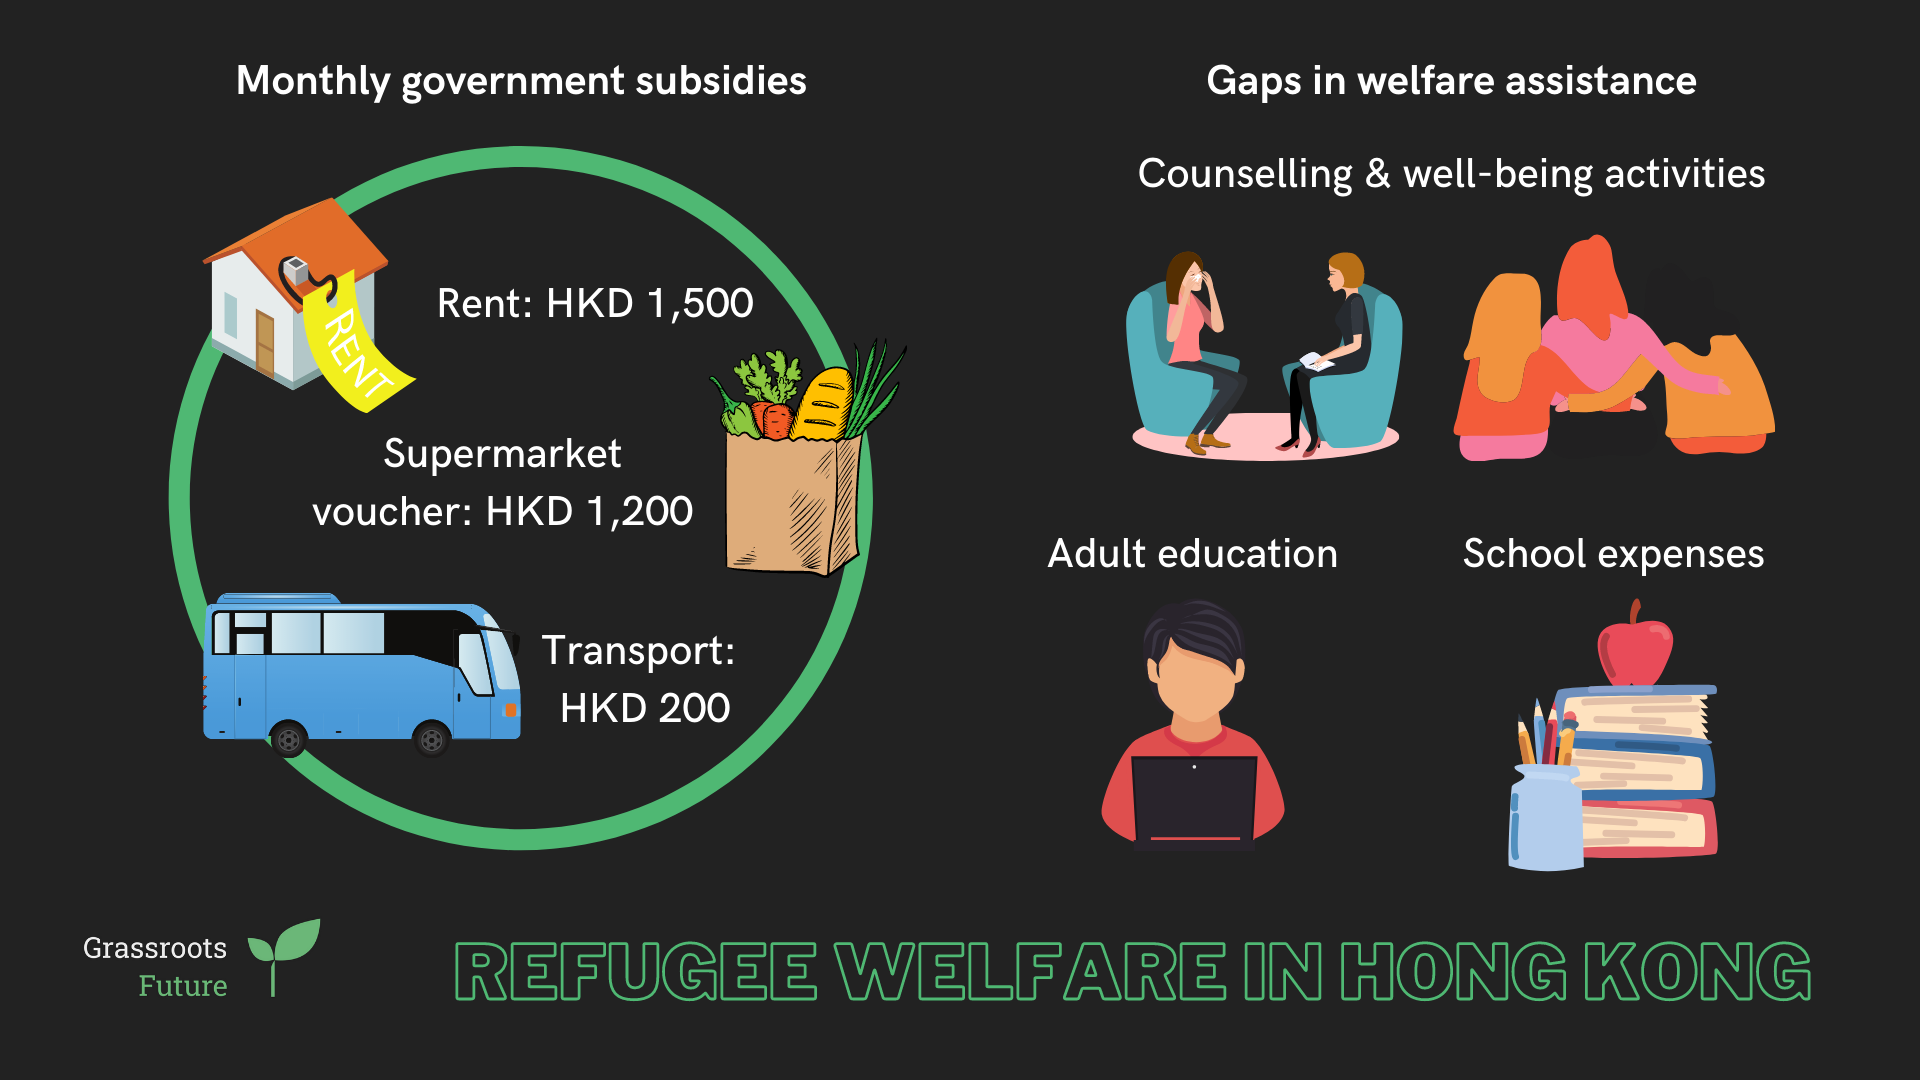 Monthly government subsidies
Rent: HKD 1,500
RENT
Supermarket
voucher: HKD 1,200
Transport:
HKD 200
Gaps in welfare assistance
Counselling & well-being activities
Adult education
School expenses
Grassroots
Future
REFUGEE WELFARE IN HONG KONG